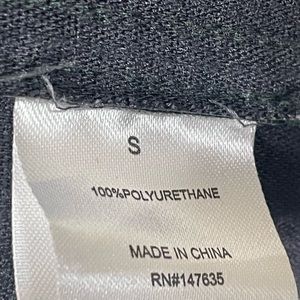 S
100%POLYURETHANE
MADE IN CHINA
RN#147635